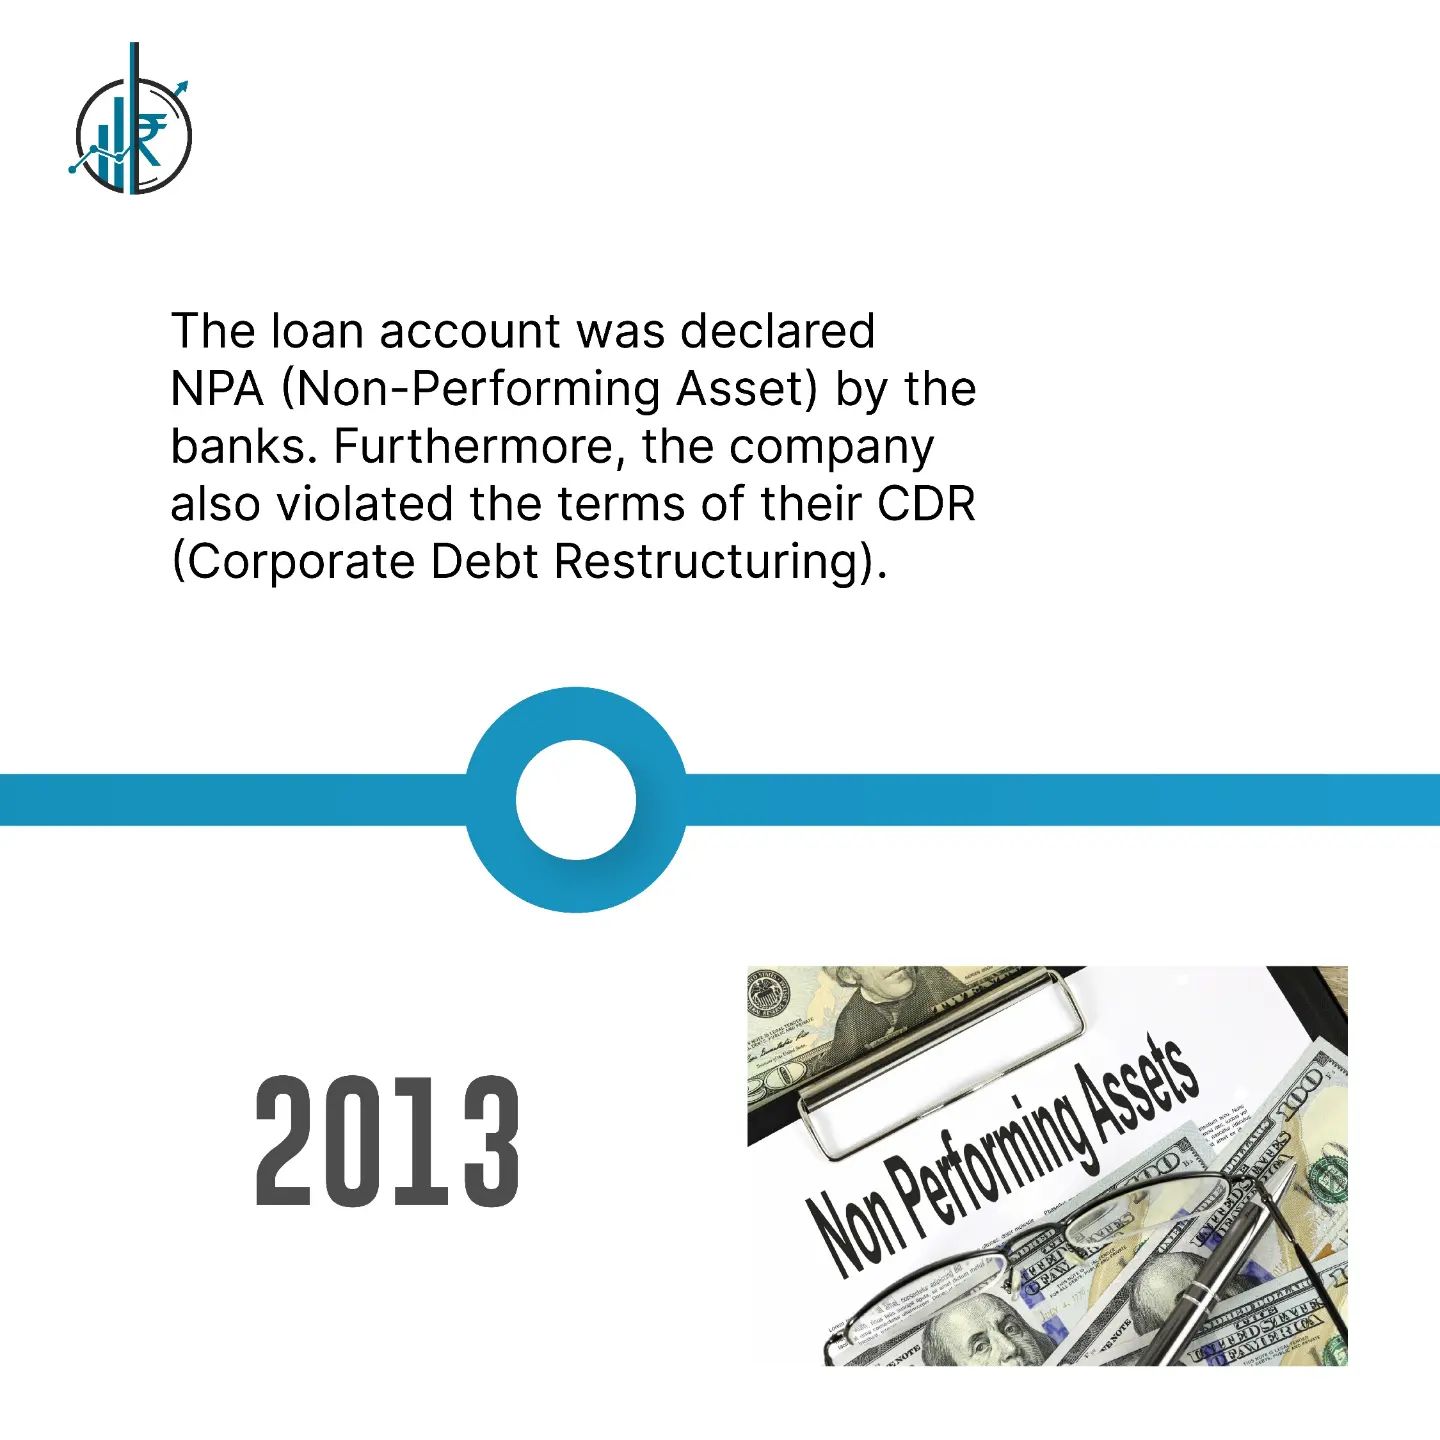 The loan account was declared
NPA (Non-Performing Asset) by the
banks. Furthermore, the company
also violated the terms of their CDR
(Corporate Debt Restructuring).
2013
Non Performing Assets